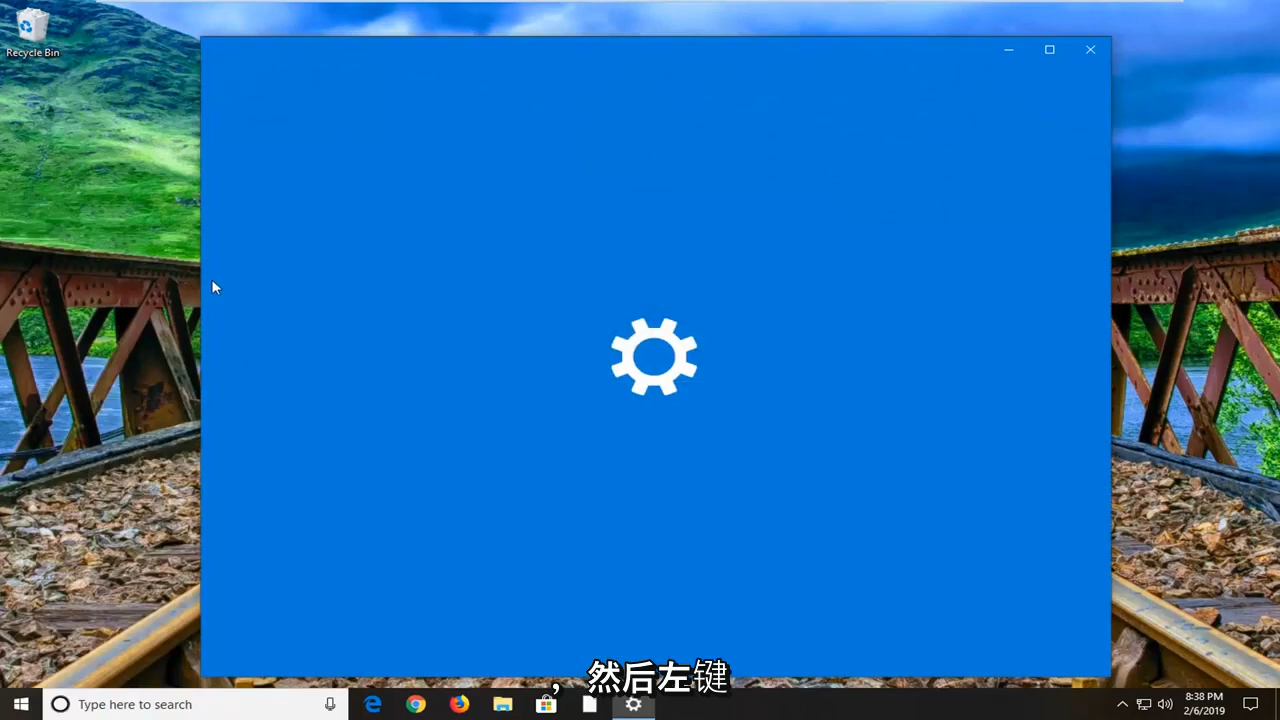 Recycle Bin
，然后左键
Type here to search
8:38 PM
2/6/2019